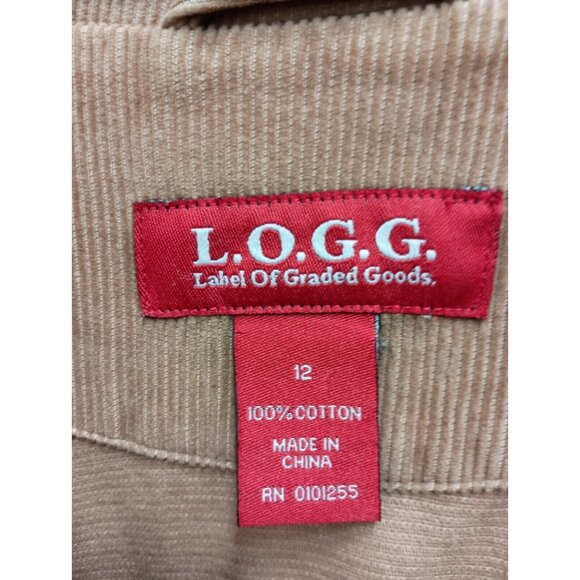 L.O.G.G.
Label Of Graded Goods.
12
100% COTTON
MADE IN
CHINA
RN 0101255